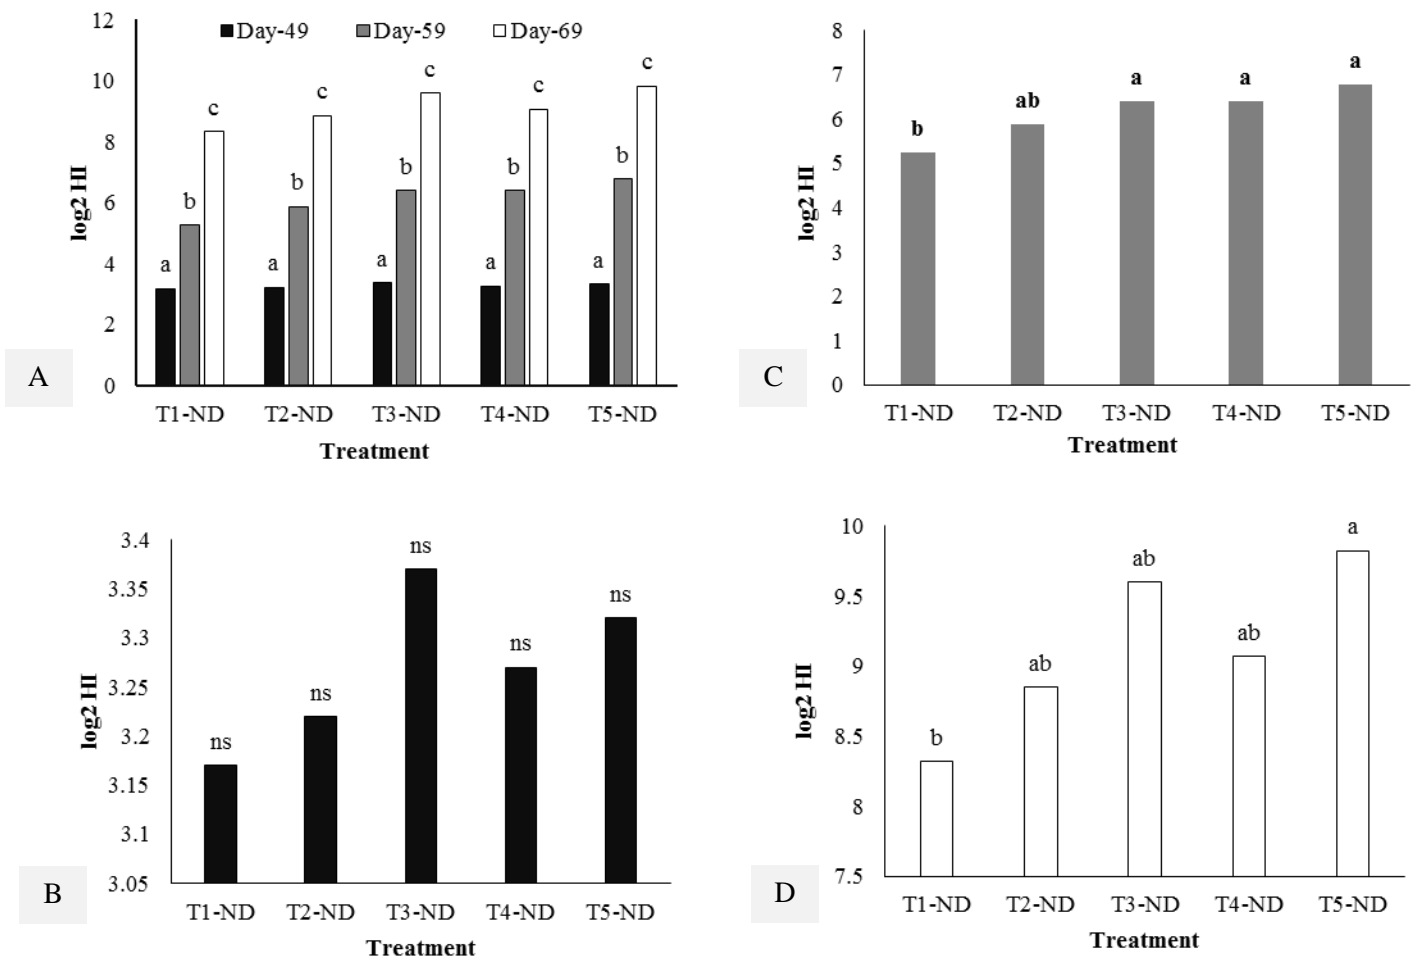 12
10
8
6
4
2
0
log2 HI
Day-49 Day-59 Day-69
a b c a b c a b c a b c a b c
T1-ND T2-ND T3-ND T4-ND T5-ND
Treatment
A
8
7
6
5
4
3
2
1
0
log2 HI
b ab a a a
T1-ND T2-ND T3-ND T4-ND T5-ND
Treatment
C
3.4
3.35
3.3
3.25
3.2
3.15
3.1
3.05
log2 HI
ns ns ns ns ns
T1-ND T2-ND T3-ND T4-ND T5-ND
Treatment
B
10
9.5
9
8.5
8
7.5
log2 HI
b ab ab ab a
T1-ND T2-ND T3-ND T4-ND T5-ND
Treatment
D